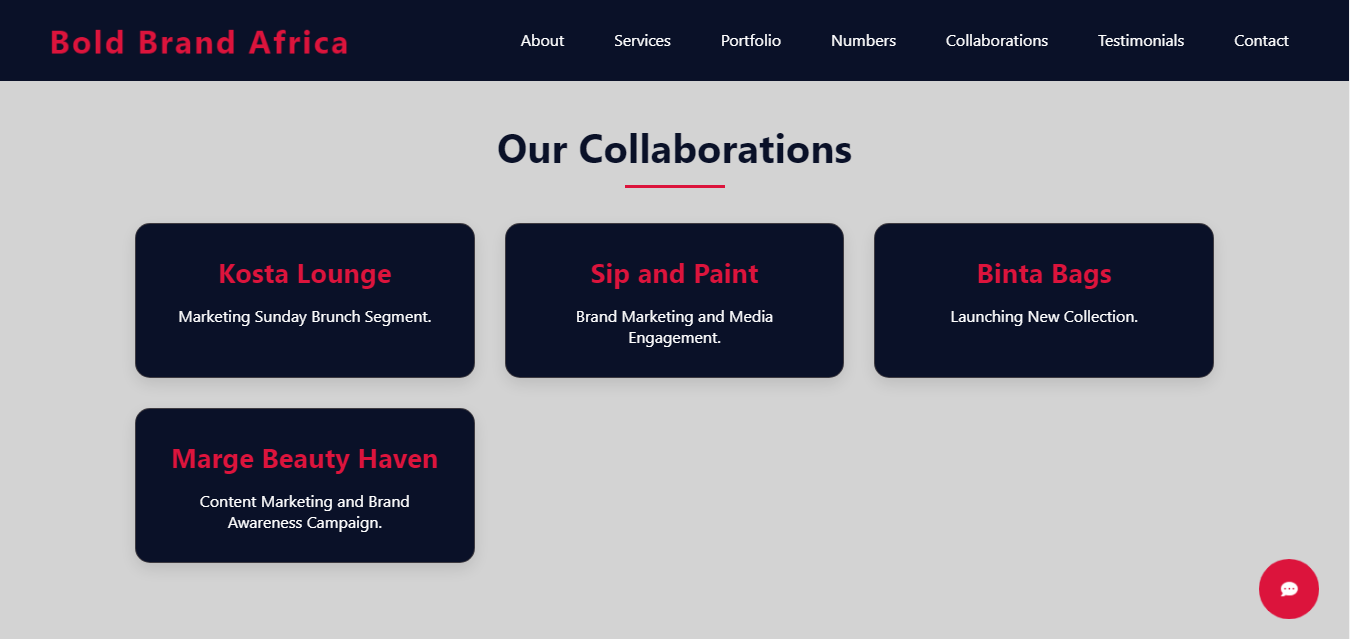 Bold Brand Africa
About Services Portfolio Numbers Collaborations Testimonials Contact
Our Collaborations
Kosta Lounge
Marketing Sunday Brunch Segment.
Sip and Paint
Brand Marketing and Media
Engagement.
Binta Bags
Launching New Collection.
Marge Beauty Haven
Content Marketing and Brand
Awareness Campaign.